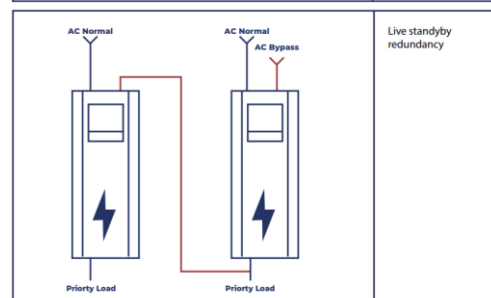 AC Normal
AC Normal
AC Bypass
Live standyby
redundancy
Priorty Load
Priorty Load